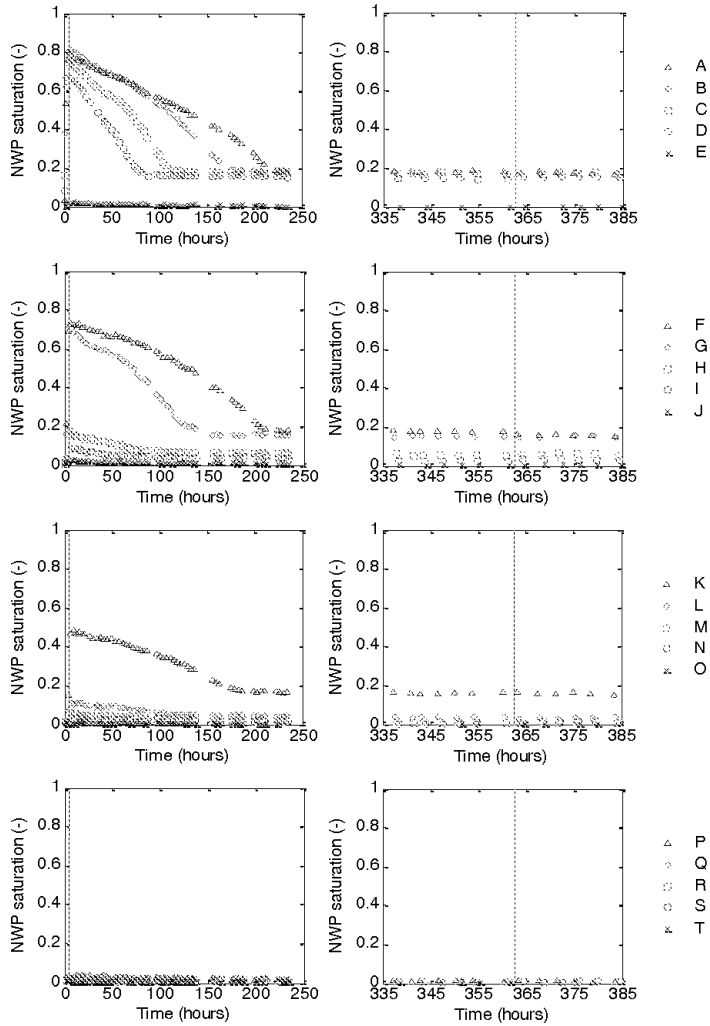 1
0.8
0.6
0.4
0.2
0
NWP saturation (-)
0 50 100 150 200 250
Time (hours)
1
0.8
0.6
0.4
0.2
0
NWP saturation (-)
335 345 355 365 375 385
Time (hours)
A
B
C
D
E
1
0.8
0.6
0.4
0.2
0
NWP saturation (-)
0 50 100 150 200 250
Time (hours)
1
0.8
0.6
0.4
0.2
0
NWP saturation (-)
335 345 355 365 375 385
Time (hours)
F
G
H
I
J
1
0.8
0.6
0.4
0.2
0
NWP saturation (-)
0 50 100 150 200 250
Time (hours)
1
0.8
0.6
0.4
0.2
0
NWP saturation (-)
335 345 355 365 375 385
Time (hours)
K
L
M
N
O
1
0.8
0.6
0.4
0.2
0
NWP saturation (-)
0 50 100 150 200 250
Time (hours)
1
0.8
0.6
0.4
0.2
0
NWP saturation (-)
335 345 355 365 375 385
Time (hours)
P
Q
R
S
T